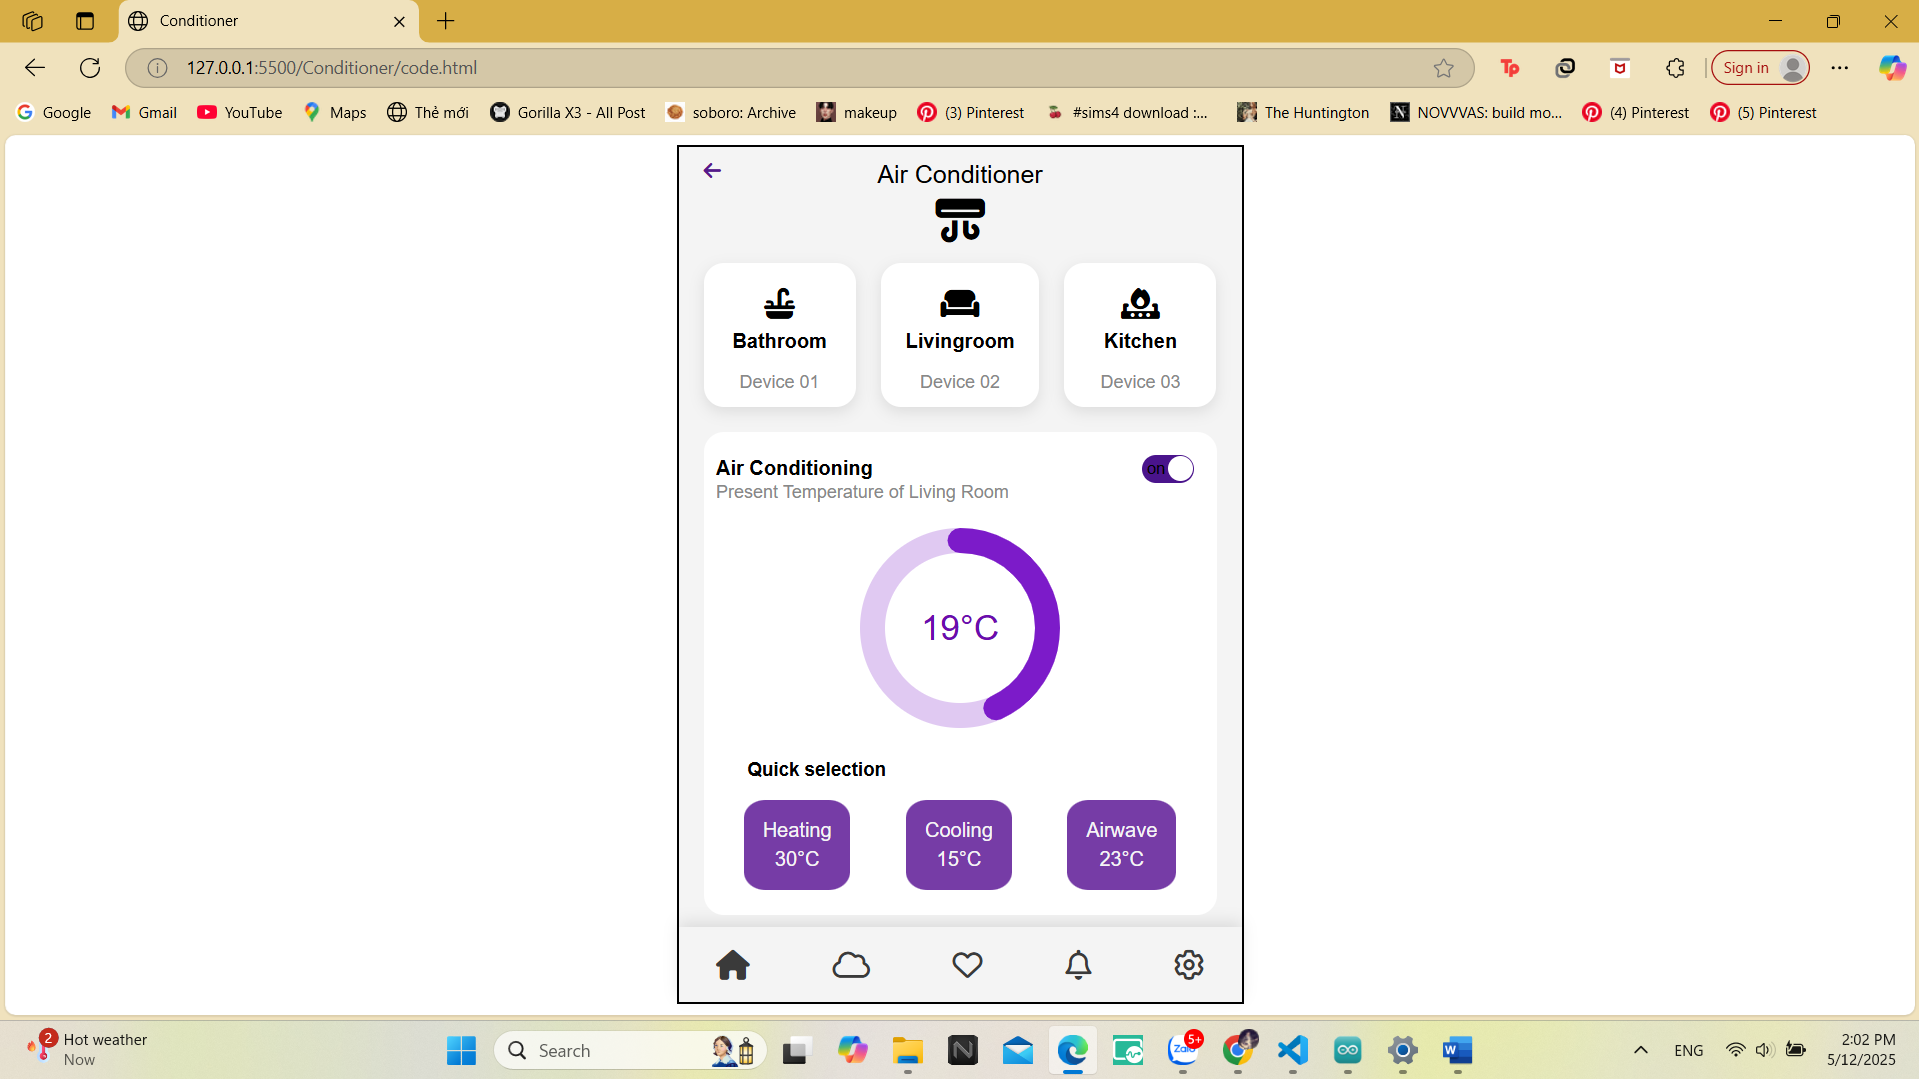 Conditioner
127.0.0.1:5500/Conditioner/code.html
Sign in
Google Gmail YouTube Maps Thẻ mới Gorilla X3 - All Post soboro: Archive makeup (3) Pinterest #sims4 download :... The Huntington NOVVVAS: build mo... (4) Pinterest (5) Pinterest
Air Conditioner
Bathroom Livingroom Kitchen
Device 01 Device 02 Device 03
Air Conditioning
on
Present Temperature of Living Room
19°C
Quick selection
Heating Cooling Airwave
30°C 15°C 23°C
2
Hot weather
Now
Search
Zalo
5+
W
ENG
2:02 PM
5/12/2025